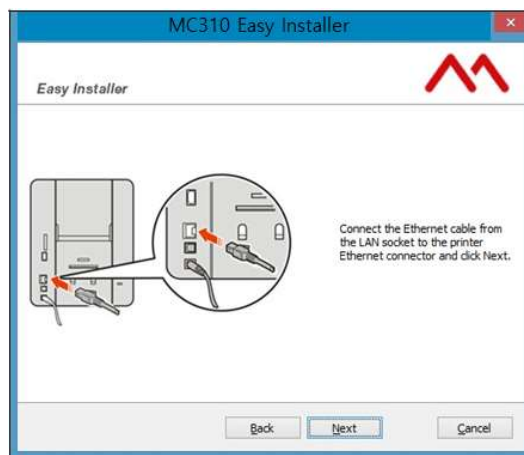 MC310 Easy Installer
Easy Installer
Connect the Ethernet cable from
the LAN socket to the printer
Ethernet connector and click Next.
Back
Next
Cancel